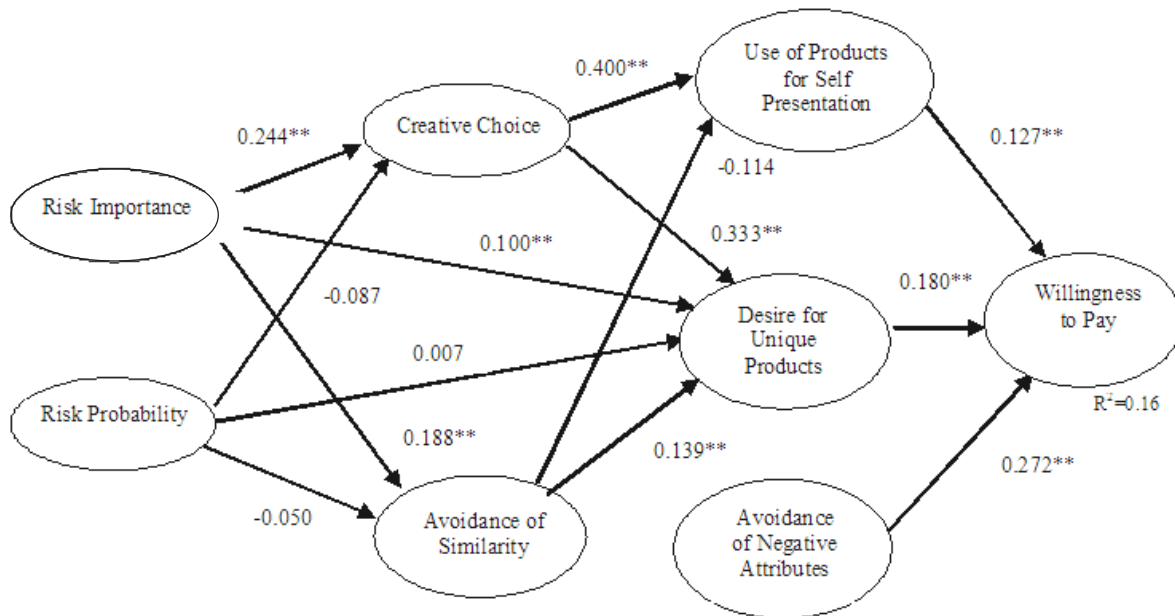 Use of Products
for Self
Presentation
0.400**
Creative Choice
0.127**
0.244**
-0.114
Risk Importance
0.333**
0.100**
0.180**
Willingness
to Pay
-0.087
Desire for
Unique
Products
0.007
R²=0.16
Risk Probability
0.188**
0.139**
0.272**
-0.050
Avoidance of
Similarity
Avoidance
of Negative
Attributes